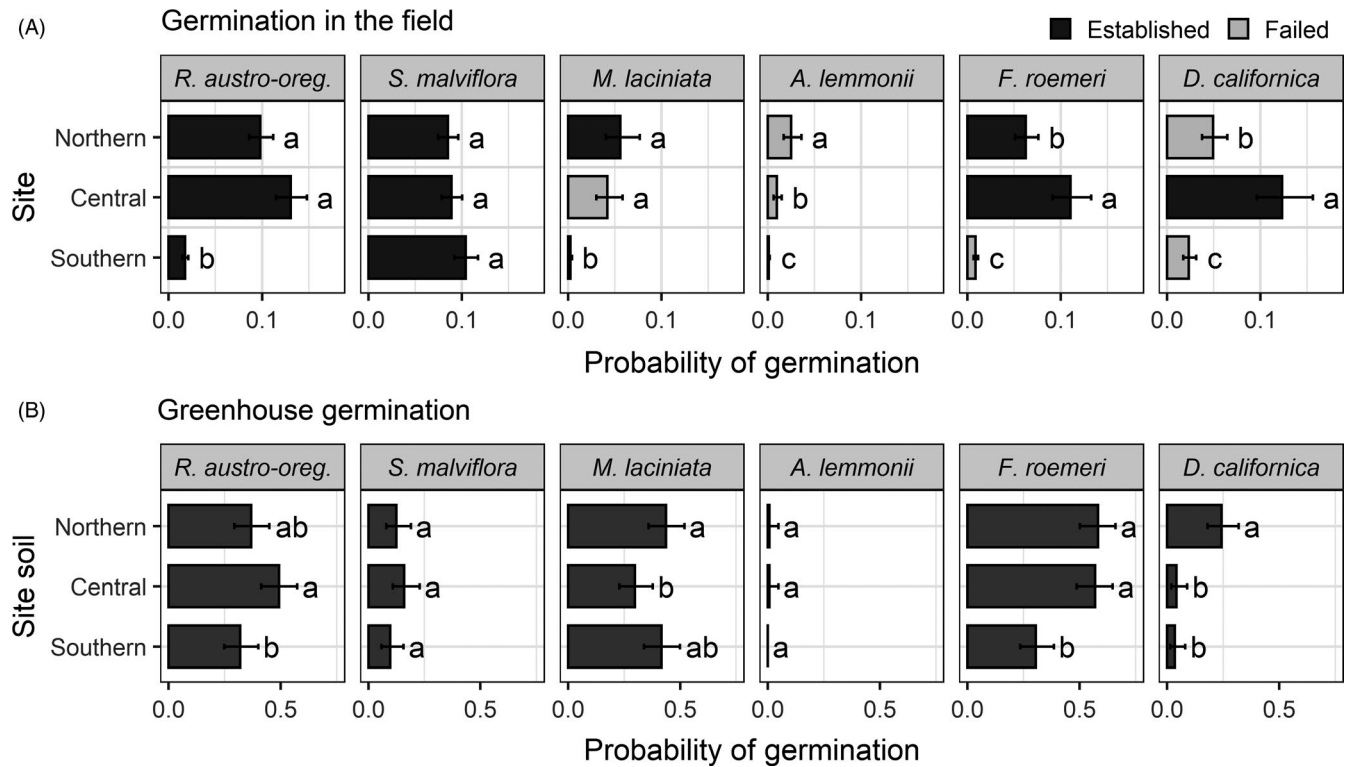 (A) Germination in the field
Established Failed
R. austro-oreg. S. malviflora M. laciniata A. lemmonii F. roemeri D. californica
Northern a a a a b b
Central a a a b a a
Southern b a b c c c
Site
0.0 0.1 0.0 0.1 0.0 0.1 0.0 0.1 0.0 0.1 0.0 0.1
Probability of germination
(B) Greenhouse germination
R. austro-oreg. S. malviflora M. laciniata A. lemmonii F. roemeri D. californica
Northern ab a a a a a
Central a a b a a b
Southern b a ab a b b
Site soil
0.0 0.5 0.0 0.5 0.0 0.5 0.0 0.5 0.0 0.5 0.0 0.5
Probability of germination